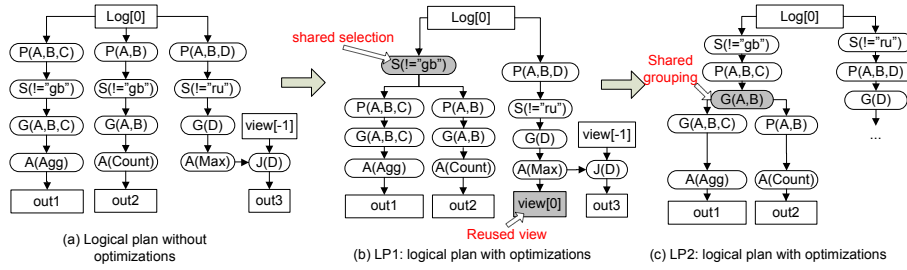 Log[0]
P(A,B,C)
P(A,B)
P(A,B,D)
S(!="gb")
S(!="gb")
S(!="ru")
G(A,B,C)
G(A,B)
G(D)
view[-1]
A(Agg)
A(Count)
A(Max)
J(D)
out1
out2
out3
(a) Logical plan without
optimizations
Log[0]
shared selection
S(!="gb")
P(A,B,D)
P(A,B,C)
P(A,B)
S(!="ru")
G(A,B,C)
G(A,B)
G(D)
view[-1]
A(Agg)
A(Count)
A(Max)
J(D)
out1
out2
view[0]
out3
Reused view
(b) LP1: logical plan with optimizations
Log[0]
S(!="gb")
S(!="ru")
Shared
grouping
P(A,B,C)
P(A,B,D)
G(A,B)
G(D)
G(A,B,C)
P(A,B)
...
A(Agg)
A(Count)
out1
out2
(c) LP2: logical plan with optimizations